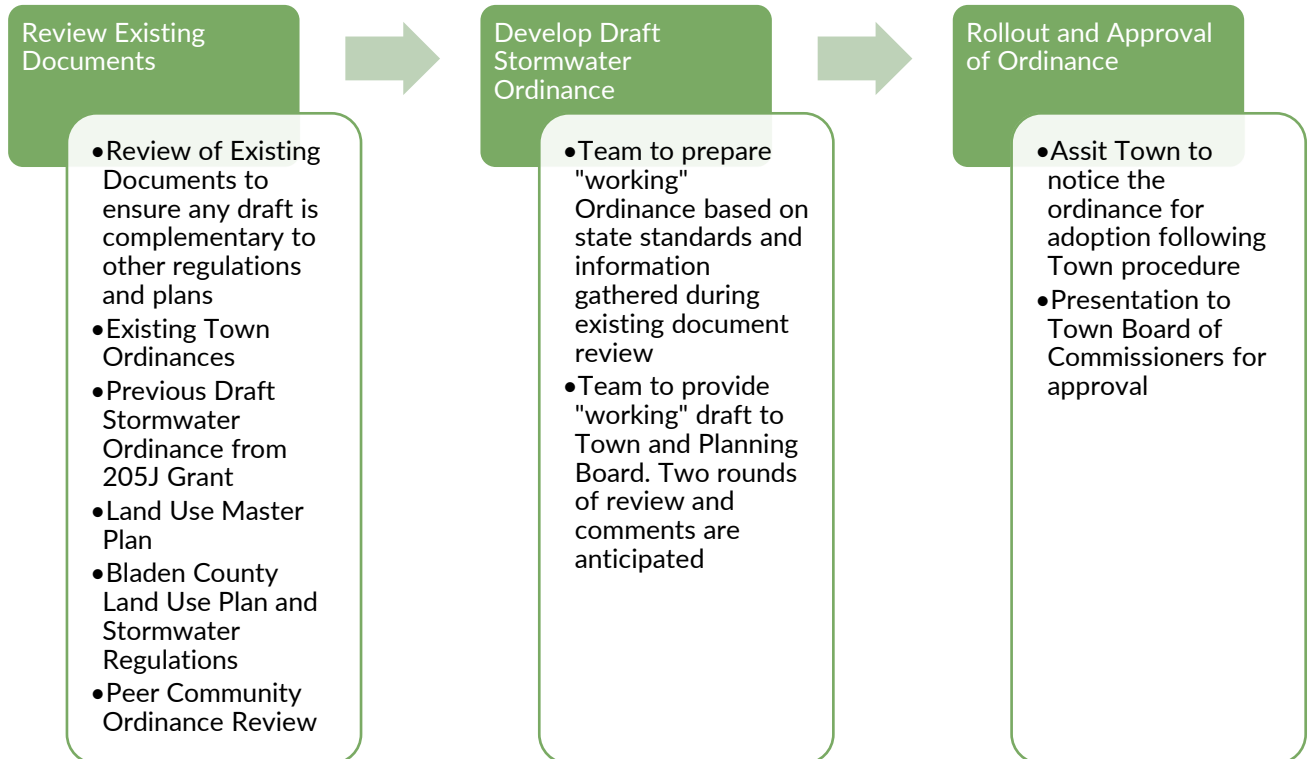 Review Existing
Documents
•Review of Existing
Documents to
ensure any draft is
complementary to
other regulations
and plans
•Existing Town
Ordinances
•Previous Draft
Stormwater
Ordinance from
205J Grant
•Land Use Master
Plan
•Bladen County
Land Use Plan and
Stormwater
Regulations
•Peer Community
Ordinance Review
Develop Draft
Stormwater
Ordinance
•Team to prepare
"working"
Ordinance based on
state standards and
information
gathered during
existing document
review
•Team to provide
"working" draft to
Town and Planning
Board. Two rounds
of review and
comments are
anticipated
Rollout and Approval
of Ordinance
•Assit Town to
notice the
ordinance for
adoption following
Town procedure
•Presentation to
Town Board of
Commissioners for
approval